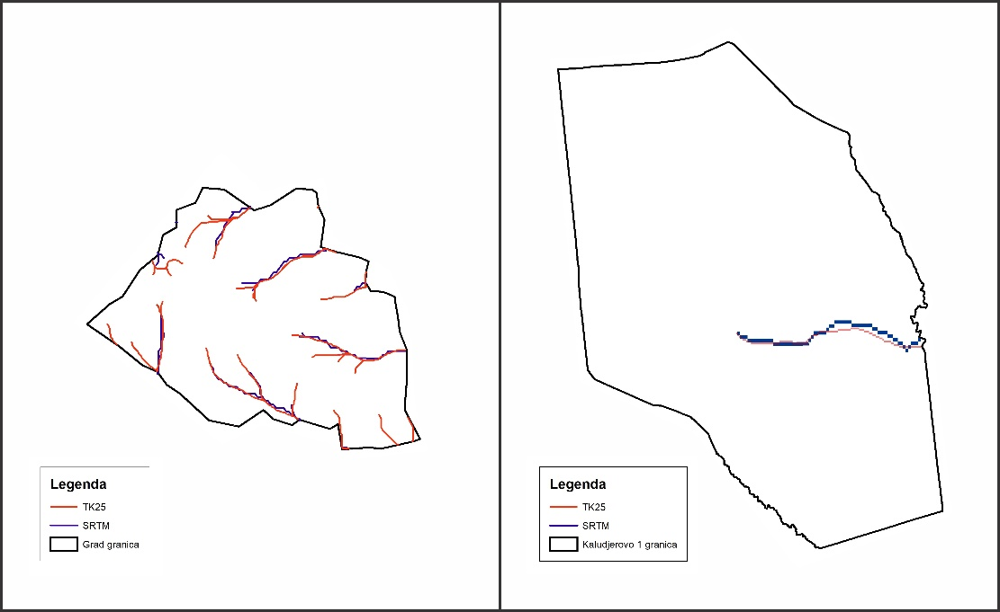 Legenda
TK25
SRTM
Grad granica
Legenda
TK25
SRTM
Kaludjerovo 1 granica